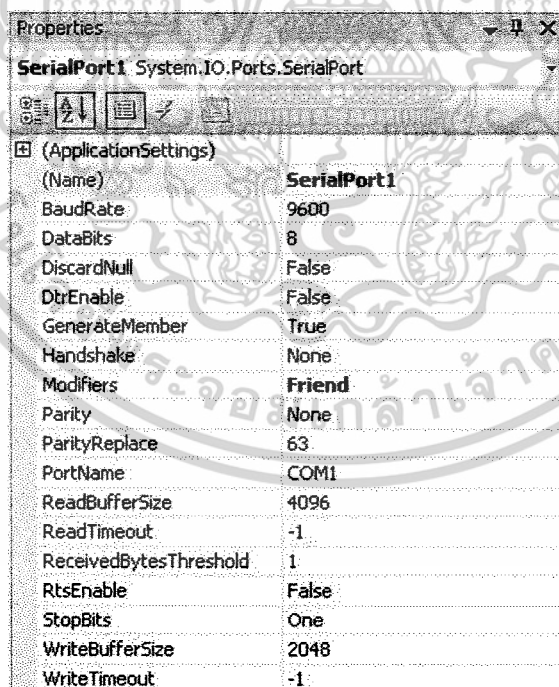 Properties
SerialPort1 System.IO.Ports.SerialPort
(ApplicationSettings)
(Name) SerialPort1
BaudRate 9600
DataBits 8
DiscardNull False
DtrEnable False
GenerateMember True
Handshake None
Modifiers Friend
Parity None
ParityReplace 63
PortName COM1
ReadBufferSize 4096
ReadTimeout -1
ReceivedBytesThreshold 1
RtsEnable False
StopBits One
WriteBufferSize 2048
WriteTimeout -1